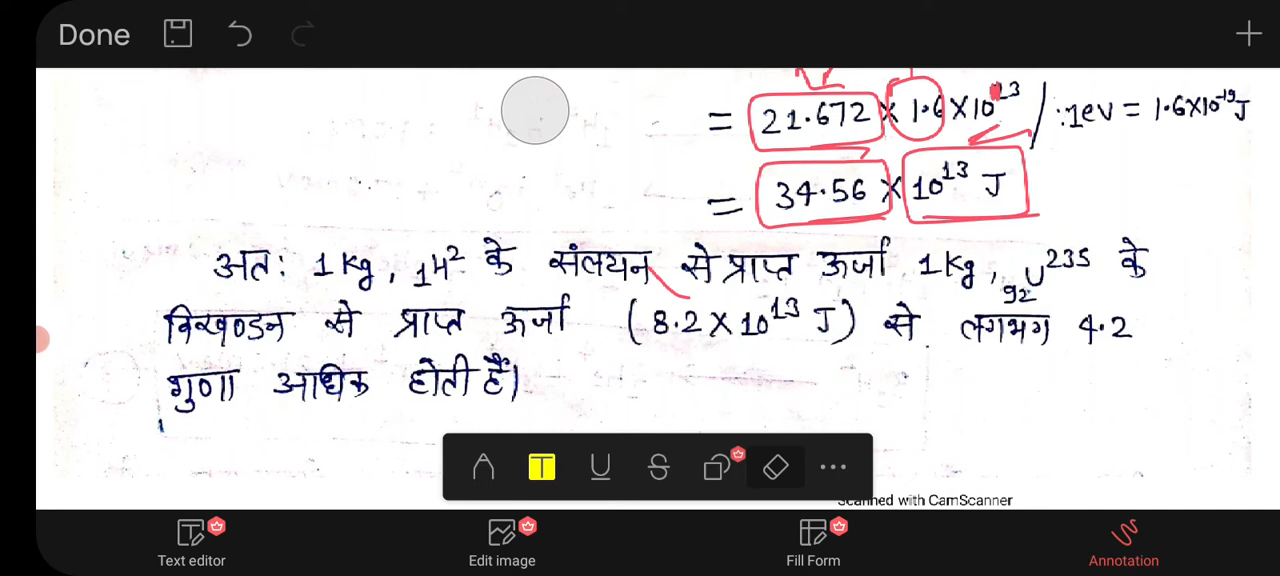 Done
= 21.672 × 1.6 × 10¹³ / ∵1ev = 1.6×10⁻¹⁹J
= 34.56 × 10¹³ J
अतः 1 Kg, ₁H² के संलयन से प्राप्त ऊर्जा 1 Kg, ₉₂U²³⁵ के
विखण्डन से प्राप्त ऊर्जा (8.2 × 10¹³ J) से लगभग 4.2
गुणा अधिक होती हैं।
Scanned with CamScanner
Text editor
Edit image
Fill Form
Annotation